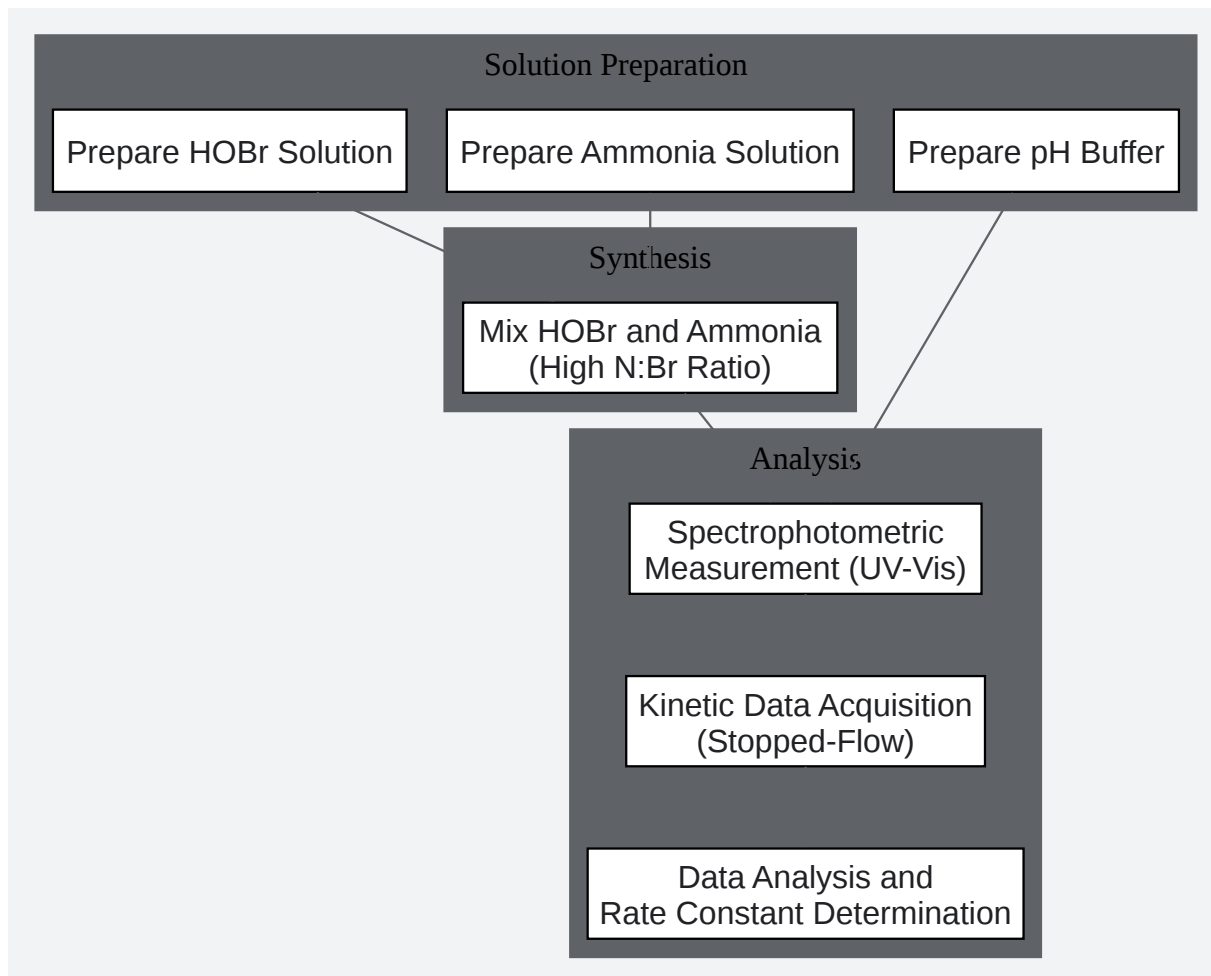 Solution Preparation
Prepare HOBr Solution
Prepare Ammonia Solution
Prepare pH Buffer
Synthesis
Mix HOBr and Ammonia
(High N:Br Ratio)
Analysis
Spectrophotometric
Measurement (UV-Vis)
Kinetic Data Acquisition
(Stopped-Flow)
Data Analysis and
Rate Constant Determination